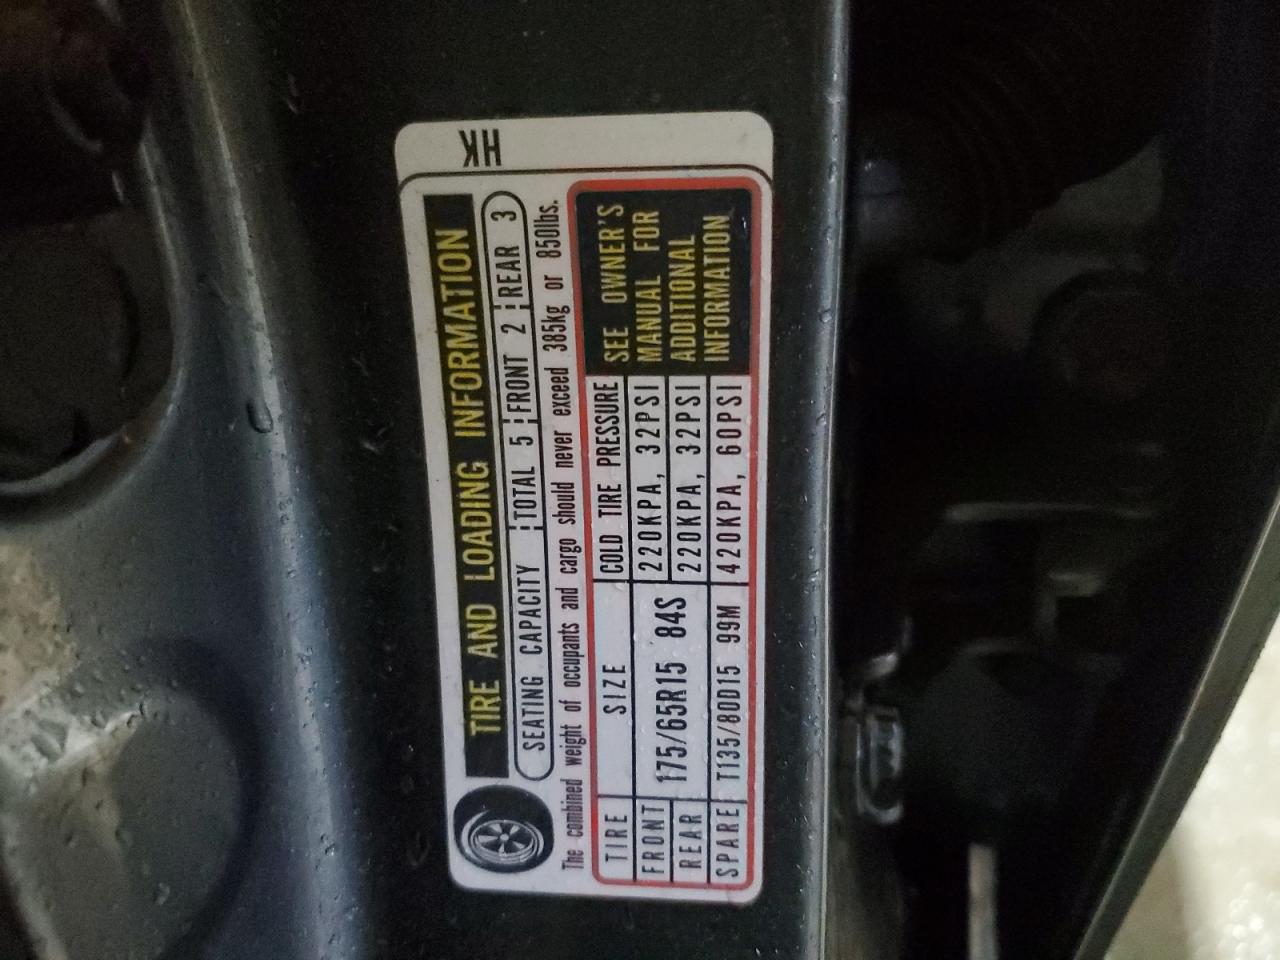 HK
TIRE AND LOADING INFORMATION
SEATING CAPACITY TOTAL 5 FRONT 2 REAR 3
The combined weight of occupants and cargo should never exceed 385kg or 850lbs.
TIRE SIZE COLD TIRE PRESSURE
FRONT 175/65R15 84S 220KPA, 32PSI
REAR 220KPA, 32PSI
SPARE T135/80D15 99M 420KPA, 60PSI
SEE OWNER'S
MANUAL FOR
ADDITIONAL
INFORMATION